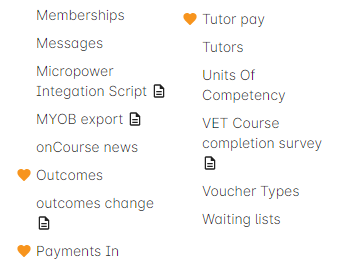 Memberships
Messages
Micropower
Integation Script
MYOB export
onCourse news
Outcomes
outcomes change
Payments In
Tutor pay
Tutors
Units Of
Competency
VET Course
completion survey
Voucher Types
Waiting lists